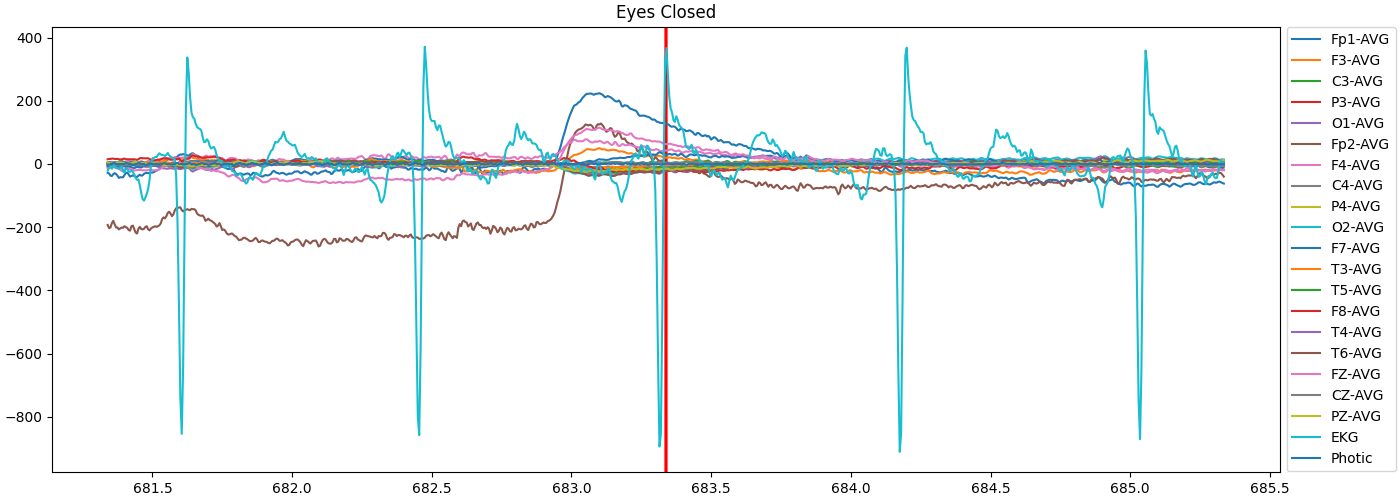 Eyes Closed
400
200
0
−200
−400
−600
−800
681.5 682.0 682.5 683.0 683.5 684.0 684.5 685.0 685.5
Fp1-AVG
F3-AVG
C3-AVG
P3-AVG
O1-AVG
Fp2-AVG
F4-AVG
C4-AVG
P4-AVG
O2-AVG
F7-AVG
T3-AVG
T5-AVG
F8-AVG
T4-AVG
T6-AVG
FZ-AVG
CZ-AVG
PZ-AVG
EKG
Photic